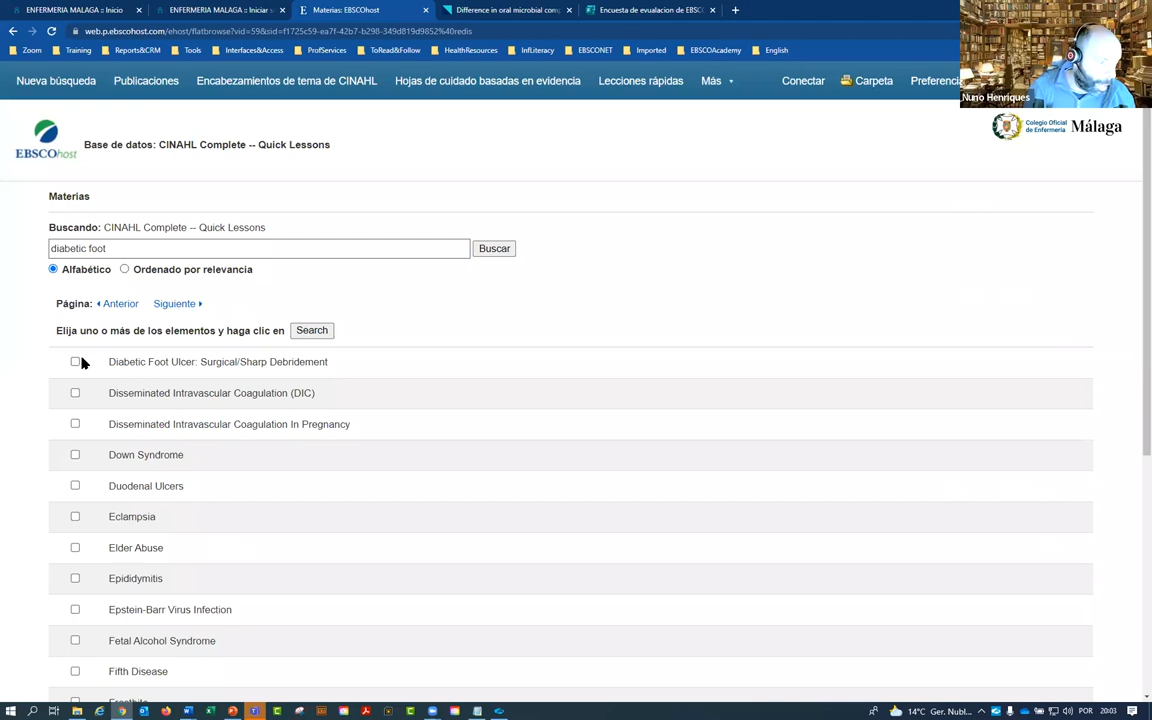 ENFERMERIA MALAGA :: Inicio
ENFERMERIA MALAGA :: Iniciar s
Materias: EBSCOhost
Difference in oral microbial com
Encuesta de evualacion de EBSC
web.p.ebscohost.com/ehost/flatbrowse?vid=59&sid=f1725c59-ea7f-42b7-b298-349d819d9852%40redis
Zoom Training Reports&CRM Tools Interfaces&Access ProfServices ToRead&Follow HealthResources InfLiteracy EBSCONET Imported EBSCOAcademy English
Nueva búsqueda Publicaciones Encabezamientos de tema de CINAHL Hojas de cuidado basadas en evidencia Lecciones rápidas Más Conectar Carpeta Preferenci
Nuno Henriques
Colegio Oficial
de Enfermería
Málaga
EBSCOhost
Base de datos: CINAHL Complete -- Quick Lessons
Materias
Buscando: CINAHL Complete -- Quick Lessons
diabetic foot
Buscar
Alfabético Ordenado por relevancia
Página: Anterior Siguiente
Elija uno o más de los elementos y haga clic en Search
Diabetic Foot Ulcer: Surgical/Sharp Debridement
Disseminated Intravascular Coagulation (DIC)
Disseminated Intravascular Coagulation In Pregnancy
Down Syndrome
Duodenal Ulcers
Eclampsia
Elder Abuse
Epididymitis
Epstein-Barr Virus Infection
Fetal Alcohol Syndrome
Fifth Disease
14°C Ger. Nubl... POR 20:03